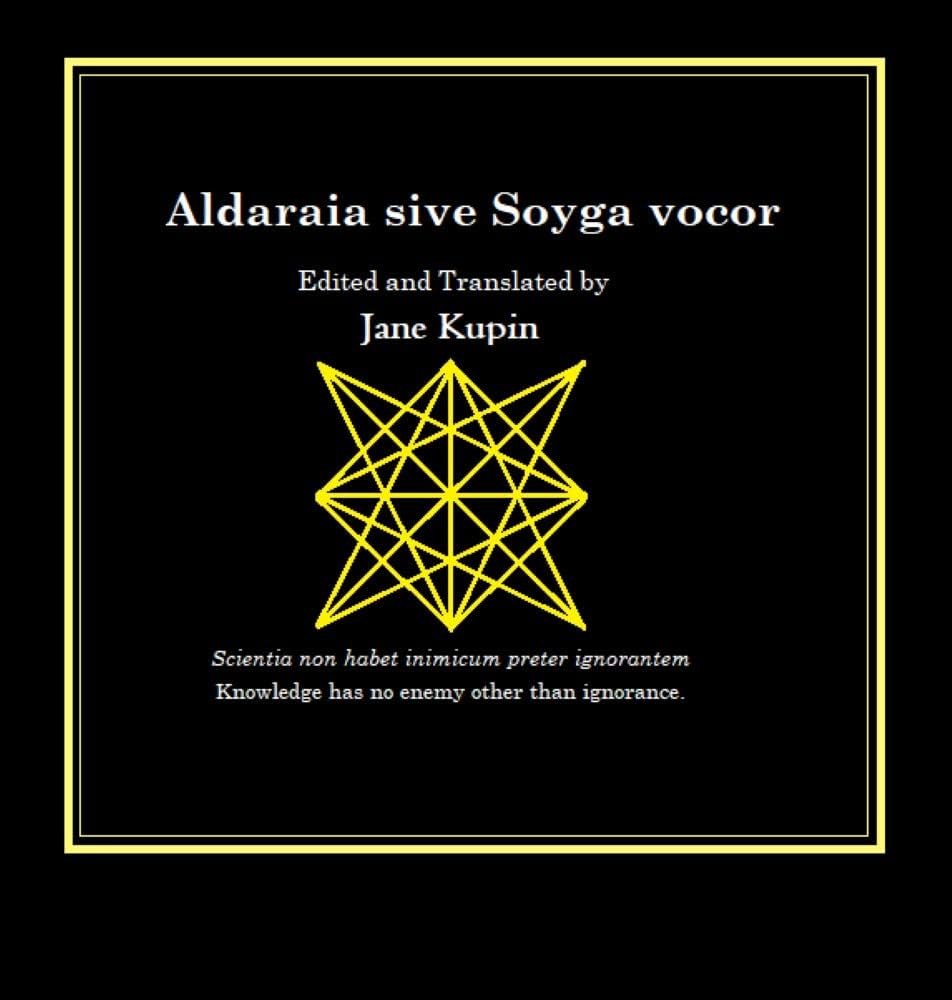 Aldaraia sive Soyga vocor
Edited and Translated by
Jane Kupin
Scientia non habet inimicum preter ignorantem
Knowledge has no enemy other than ignorance.